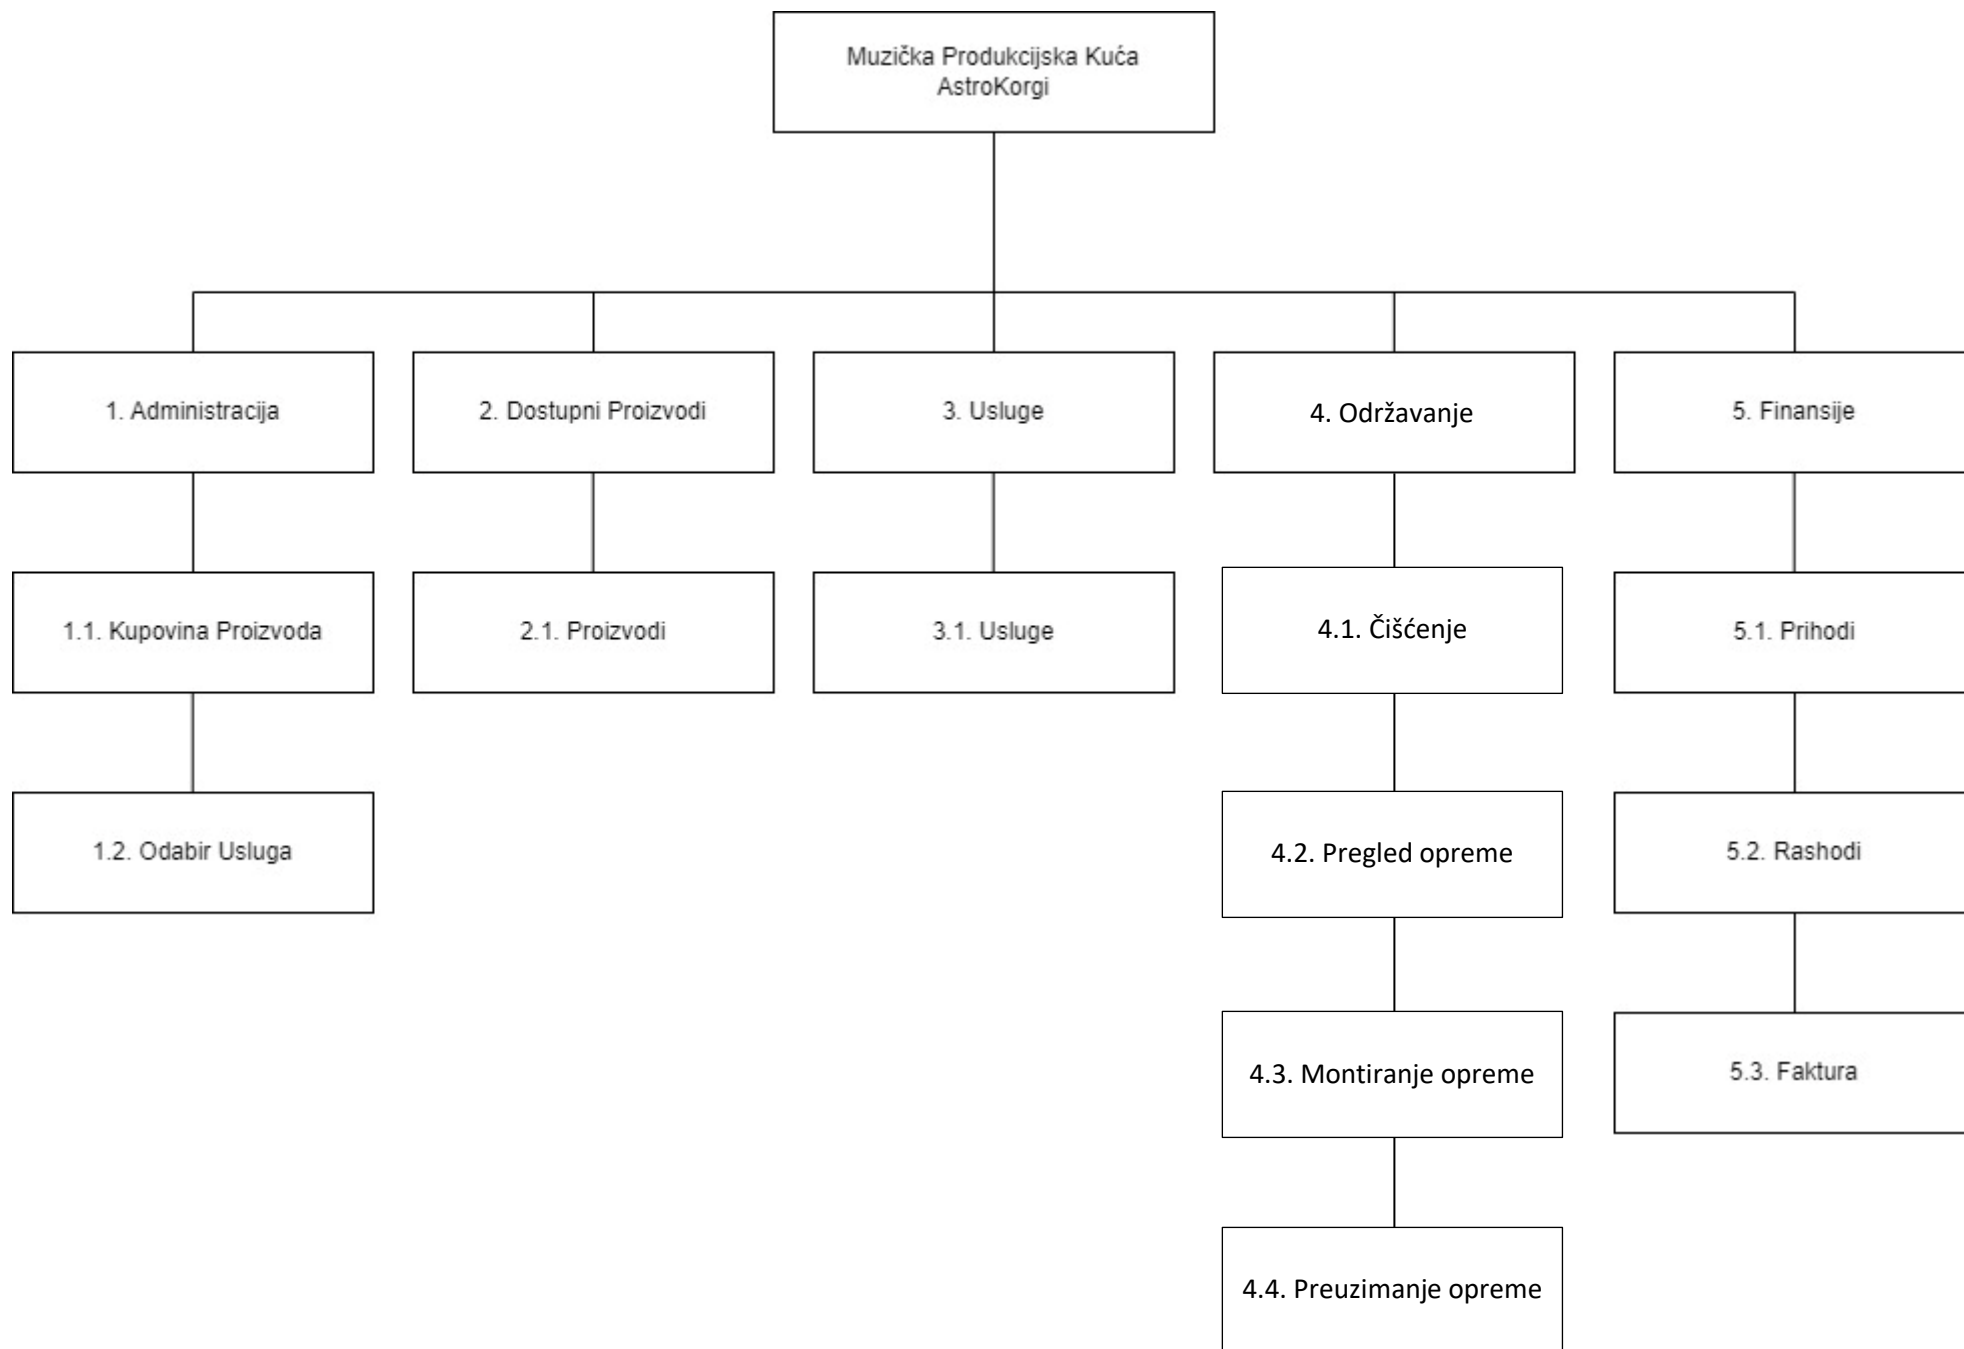 Muzička Produkcijska Kuća
AstroKorgi
1. Administracija
2. Dostupni Proizvodi
3. Usluge
4. Održavanje
5. Finansije
1.1. Kupovina Proizvoda
2.1. Proizvodi
3.1. Usluge
4.1. Čišćenje
5.1. Prihodi
1.2. Odabir Usluga
4.2. Pregled opreme
5.2. Rashodi
4.3. Montiranje opreme
5.3. Faktura
4.4. Preuzimanje opreme